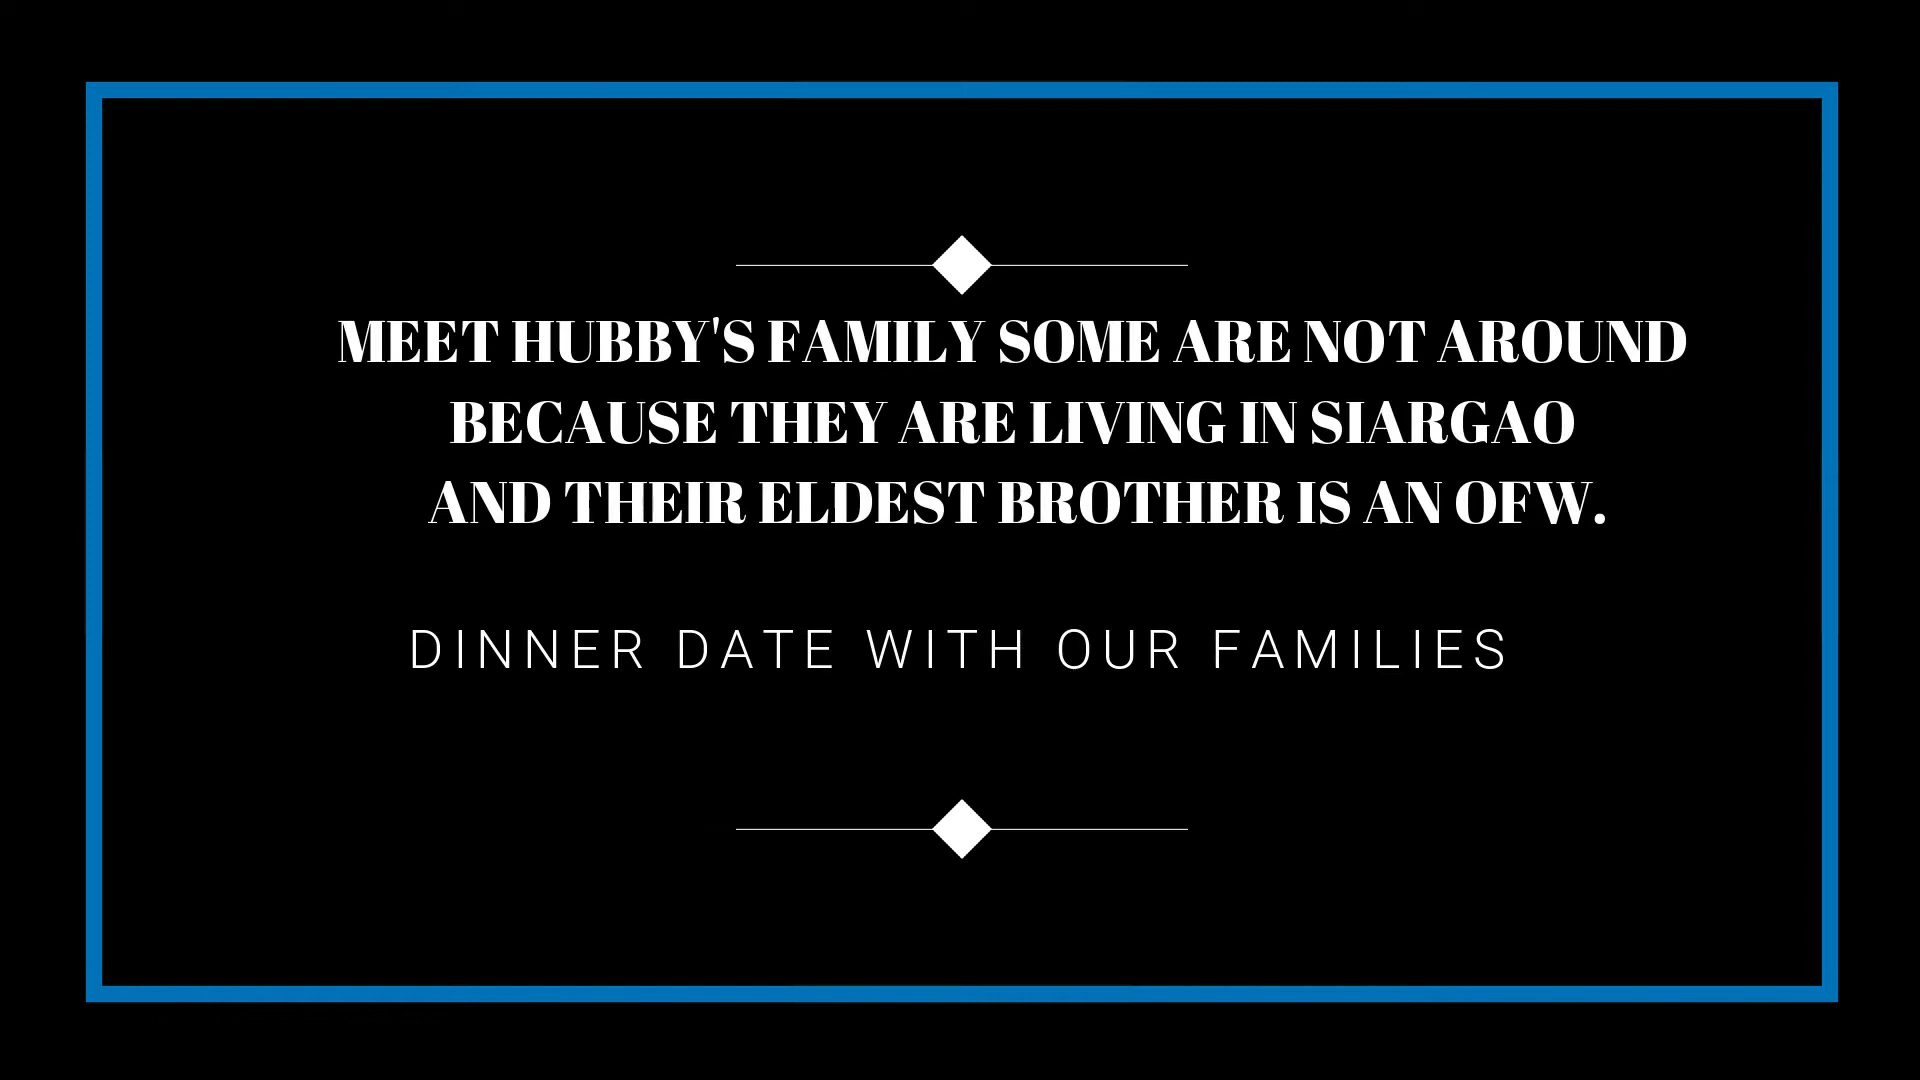 MEET HUBBY'S FAMILY SOME ARE NOT AROUND
BECAUSE THEY ARE LIVING IN SIARGAO
AND THEIR ELDEST BROTHER IS AN OFW.
DINNER DATE WITH OUR FAMILIES